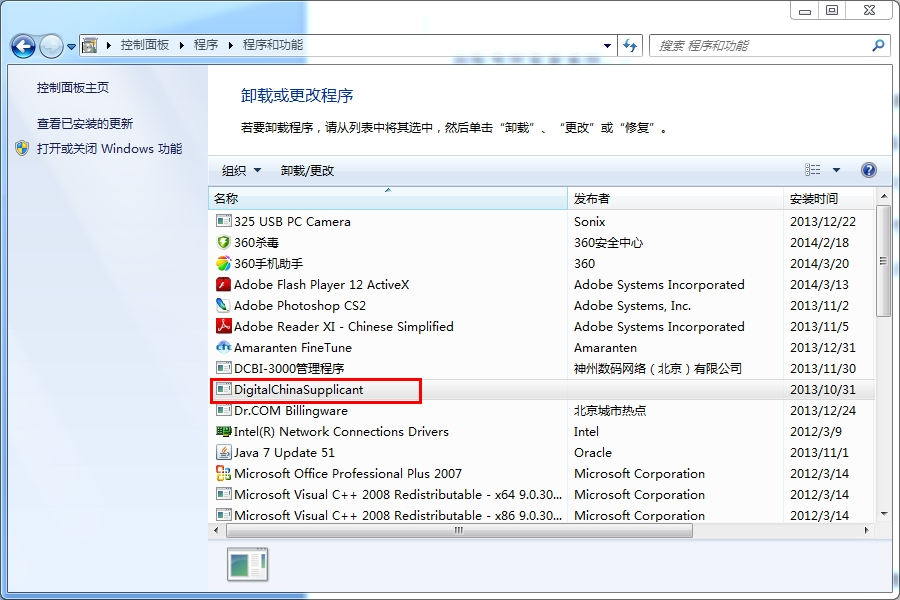 控制面板 程序 程序和功能
搜索 程序和功能
控制面板主页
查看已安装的更新
打开或关闭 Windows 功能
卸载或更改程序
若要卸载程序，请从列表中将其选中，然后单击“卸载”、“更改”或“修复”。
组织 卸载/更改
名称 发布者 安装时间
325 USB PC Camera Sonix 2013/12/22
360杀毒 360安全中心 2014/2/18
360手机助手 360 2014/3/20
Adobe Flash Player 12 ActiveX Adobe Systems Incorporated 2014/3/13
Adobe Photoshop CS2 Adobe Systems, Inc. 2013/11/2
Adobe Reader XI - Chinese Simplified Adobe Systems Incorporated 2013/11/5
Amaranten FineTune Amaranten 2013/12/31
DCBI-3000管理程序 神州数码网络（北京）有限公司 2013/11/30
DigitalChinaSupplicant 2013/10/31
Dr.COM Billingware 北京城市热点 2013/12/24
Intel(R) Network Connections Drivers Intel 2012/3/9
Java 7 Update 51 Oracle 2013/11/1
Microsoft Office Professional Plus 2007 Microsoft Corporation 2012/3/14
Microsoft Visual C++ 2008 Redistributable - x64 9.0.30... Microsoft Corporation 2012/3/14
Microsoft Visual C++ 2008 Redistributable - x86 9.0.30... Microsoft Corporation 2012/3/14